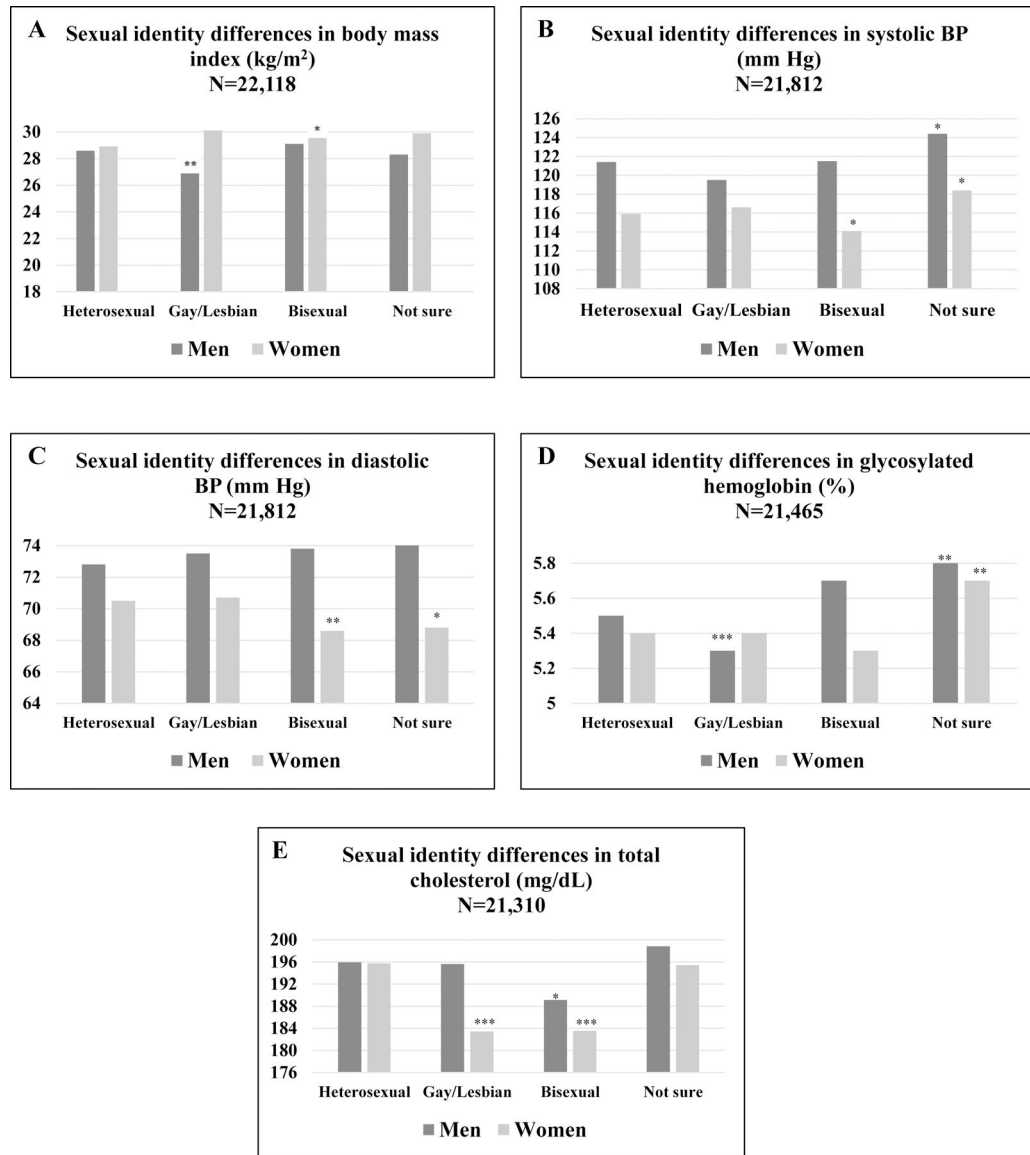 A
Sexual identity differences in body mass
index (kg/m²)
N=22,118
30
28
26
24
22
20
18
**
*
Heterosexual Gay/Lesbian Bisexual Not sure
Men Women
B
Sexual identity differences in systolic BP
(mm Hg)
N=21,812
126
124
122
120
118
116
114
112
110
108
*
*
*
Heterosexual Gay/Lesbian Bisexual Not sure
Men Women
C
Sexual identity differences in diastolic
BP (mm Hg)
N=21,812
74
72
70
68
66
64
**
*
Heterosexual Gay/Lesbian Bisexual Not sure
Men Women
D
Sexual identity differences in glycosylated
hemoglobin (%)
N=21,465
5.8
5.6
5.4
5.2
5
***
**
**
Heterosexual Gay/Lesbian Bisexual Not sure
Men Women
E
Sexual identity differences in total
cholesterol (mg/dL)
N=21,310
200
196
192
188
184
180
176
***
*
***
Heterosexual Gay/Lesbian Bisexual Not sure
Men Women